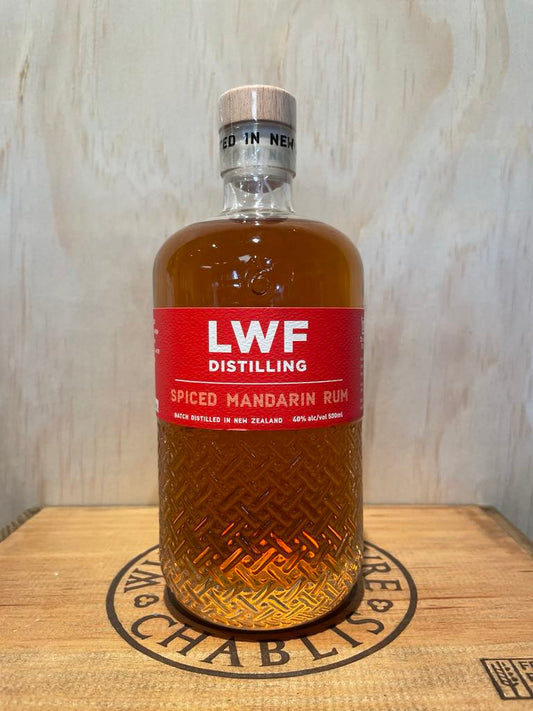 TED IN NEW
LWF
DISTILLING
SPICED MANDARIN RUM
BATCH DISTILLED IN NEW ZEALAND 40% alc/vol 500ml
CHABLIS